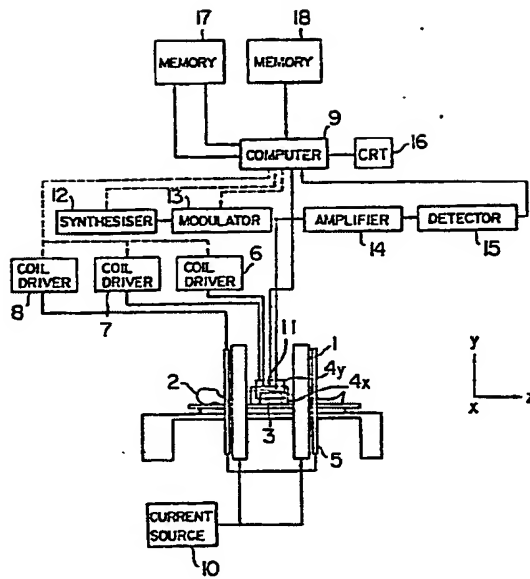 17
18
MEMORY
MEMORY
9
COMPUTER
CRT
16
12
13
SYNTHESISER
MODULATOR
AMPLIFIER
DETECTOR
14
15
6
COIL DRIVER
COIL DRIVER
COIL DRIVER
8
7
11
1
4y
2
4x
3
5
y
x
z
CURRENT SOURCE
10